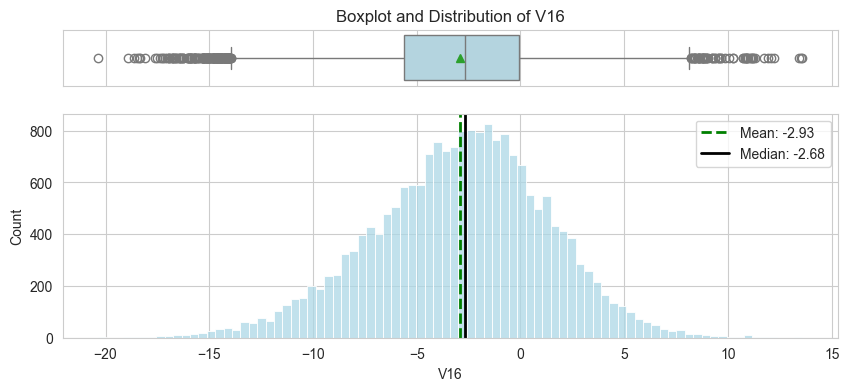 Boxplot and Distribution of V16
Mean: -2.93
Median: -2.68
800
600
400
200
0
Count
−20 −15 −10 −5 0 5 10 15
V16